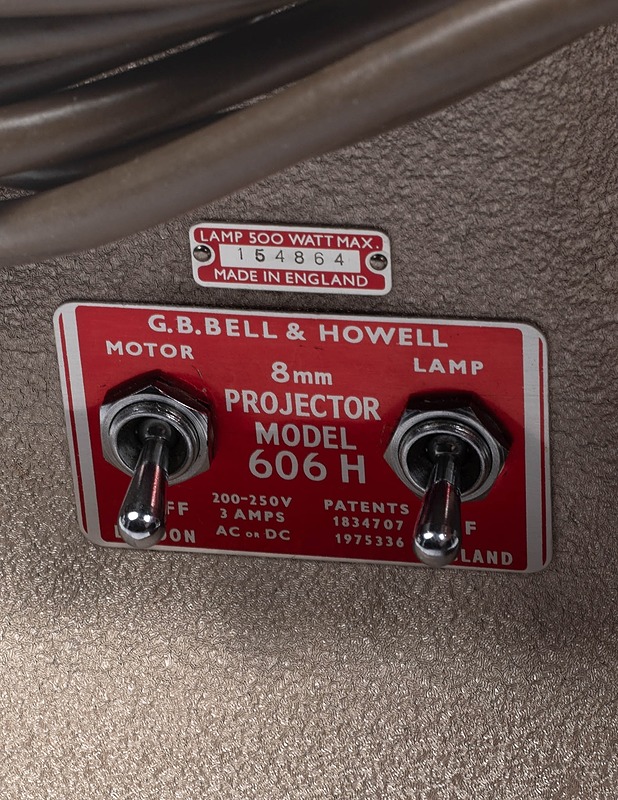 LAMP 500 WATT MAX.
154864
MADE IN ENGLAND
G.B. BELL & HOWELL
MOTOR
LAMP
8mm
PROJECTOR
MODEL
606 H
200-250V
3 AMPS
AC OR DC
PATENTS
1834707
1975336